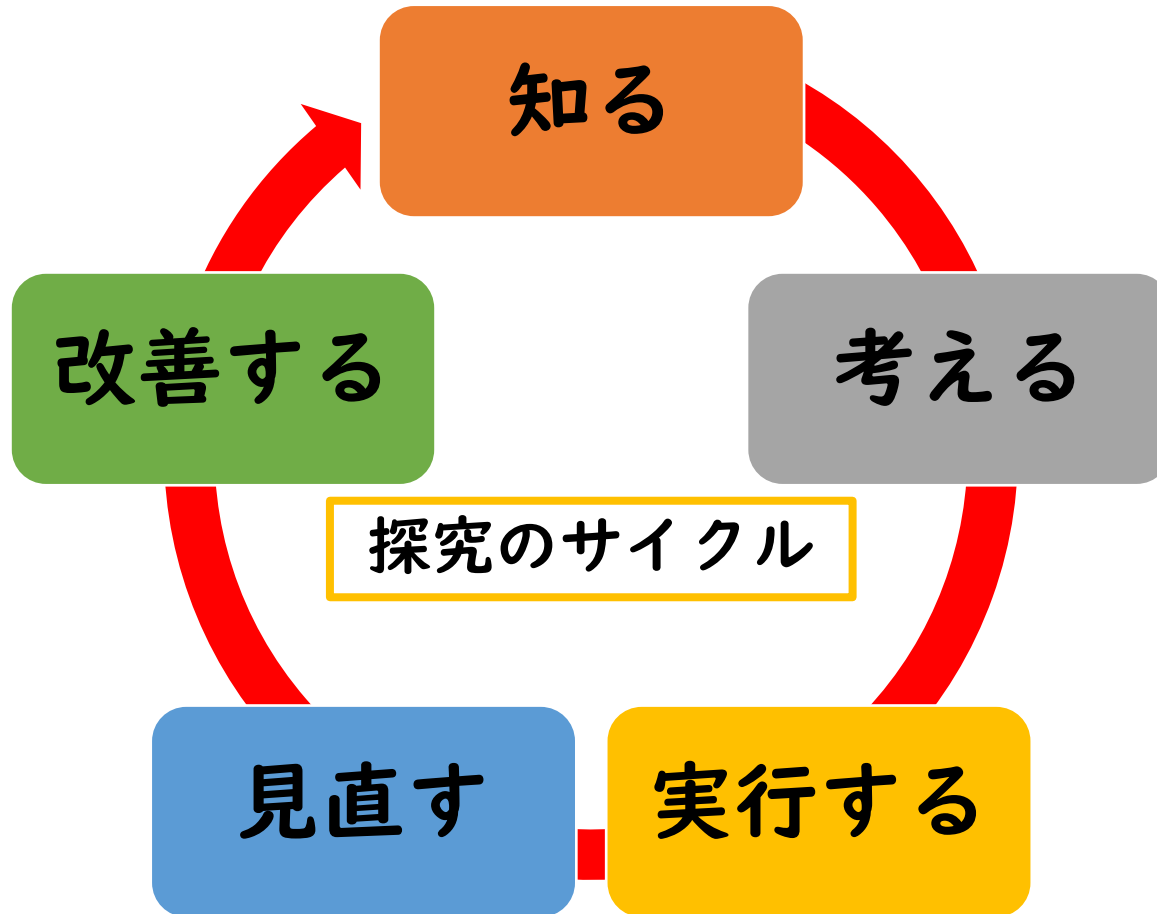 知る
考える
実行する
見直す
改善する
探究のサイクル